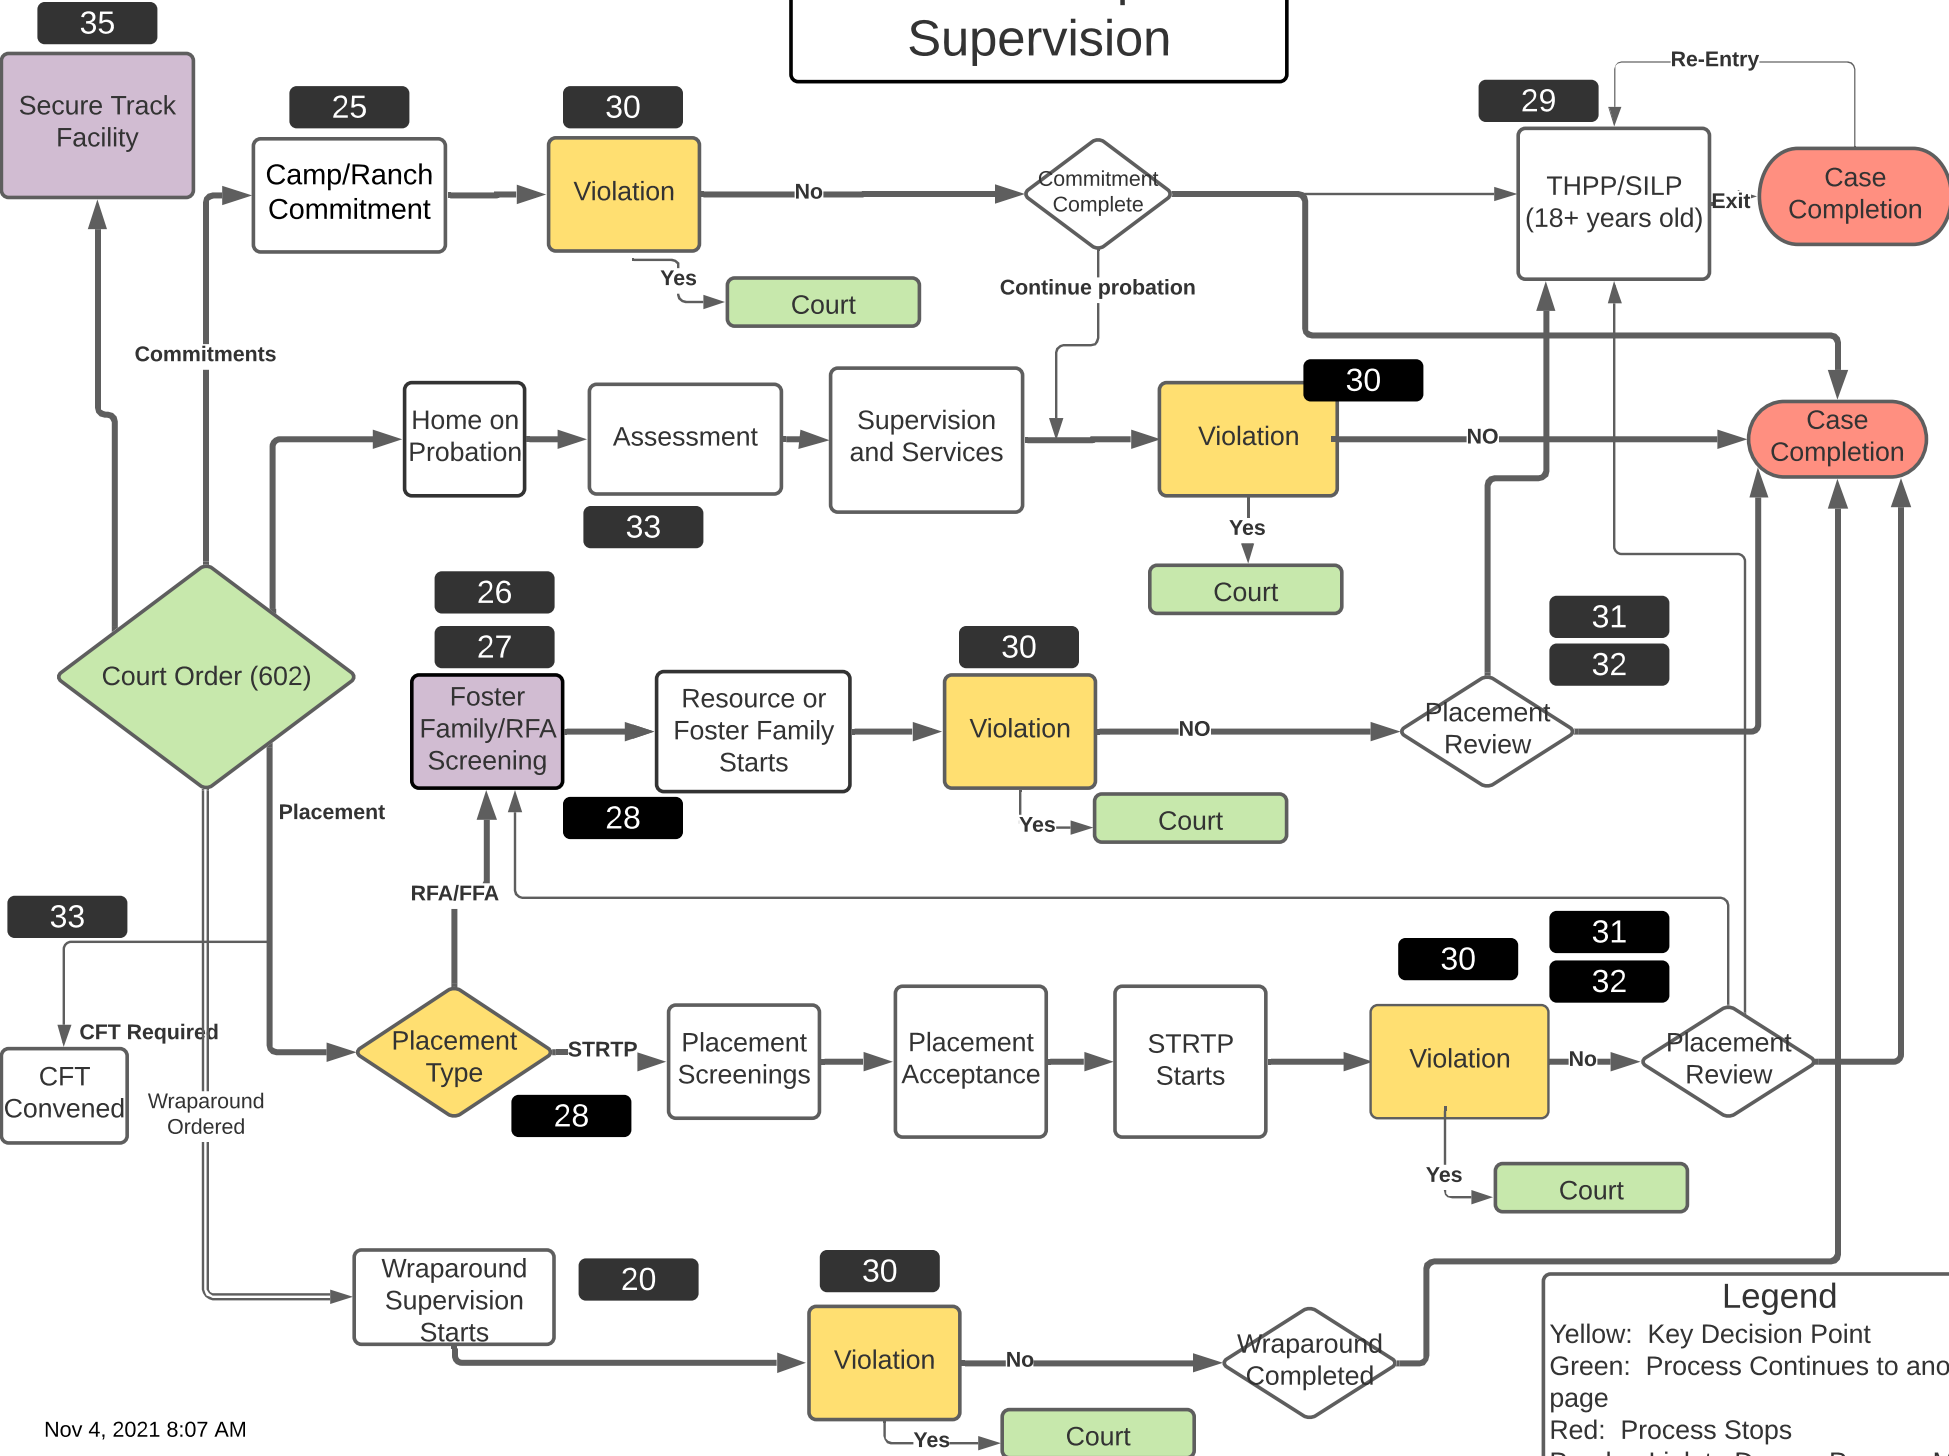 Supervision
35
Secure Track
Facility
25
Camp/Ranch
Commitment
30
Violation
No
Yes
Court
Commitment
Complete
Continue probation
29
THPP/SILP
(18+ years old)
Re-Entry
Exit
Case
Completion
Commitments
Home on
Probation
Assessment
33
Supervision
and Services
30
Violation
NO
Yes
Court
Case
Completion
Court Order (602)
26
27
Foster
Family/RFA
Screening
28
Resource or
Foster Family
Starts
30
Violation
NO
Yes
Court
31
32
Placement
Review
Placement
RFA/FFA
33
CFT Required
CFT
Convened
Wraparound
Ordered
Placement
Type
STRTP
28
Placement
Screenings
Placement
Acceptance
STRTP
Starts
30
Violation
No
Yes
Court
31
32
Placement
Review
Wraparound
Supervision
Starts
20
30
Violation
No
Yes
Court
Wraparound
Completed
Legend
Yellow: Key Decision Point
Green: Process Continues to ano
page
Red: Process Stops
Nov 4, 2021 8:07 AM